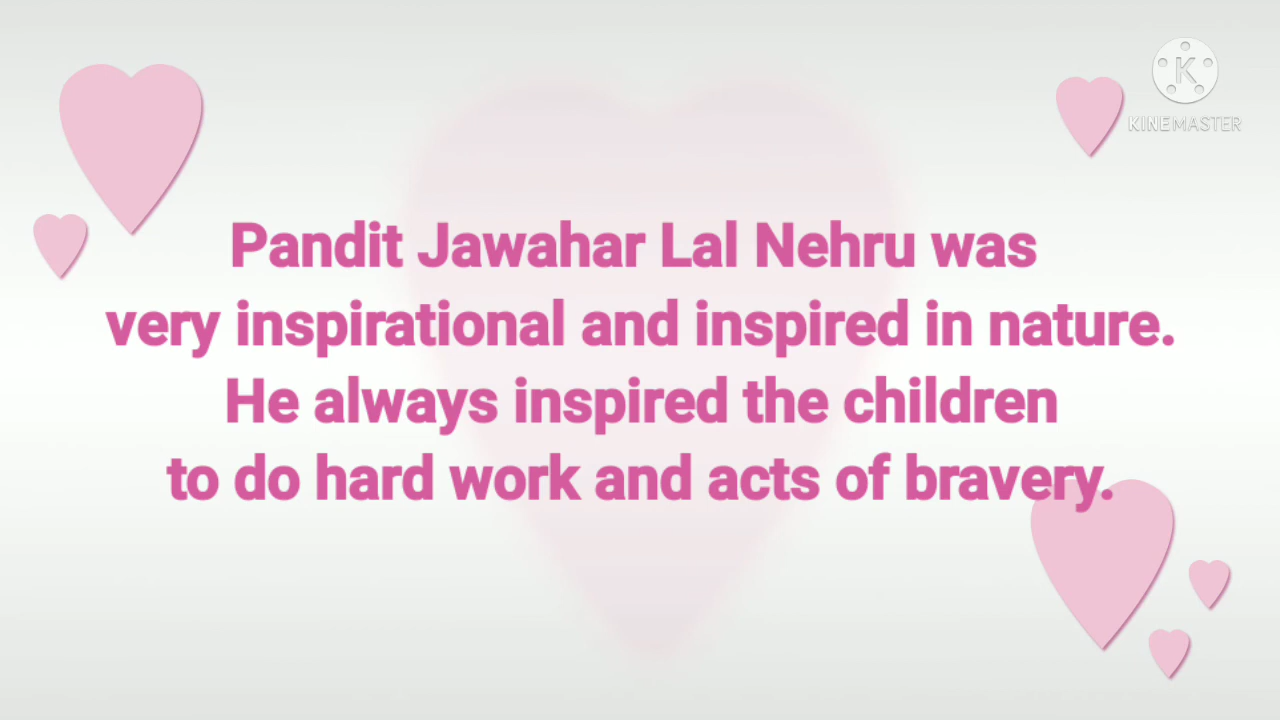 K
KINEMASTER
Pandit Jawahar Lal Nehru was
very inspirational and inspired in nature.
He always inspired the children
to do hard work and acts of bravery.